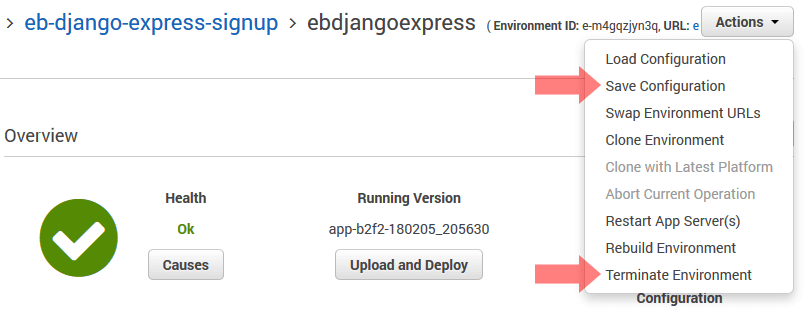 > eb-django-express-signup > ebdjangoexpress ( Environment ID: e-m4gqzjyn3q, URL: e
Actions
Load Configuration
Save Configuration
Swap Environment URLs
Clone Environment
Clone with Latest Platform
Abort Current Operation
Restart App Server(s)
Rebuild Environment
Terminate Environment
Overview
Health
Ok
Causes
Running Version
app-b2f2-180205_205630
Upload and Deploy
Configuration